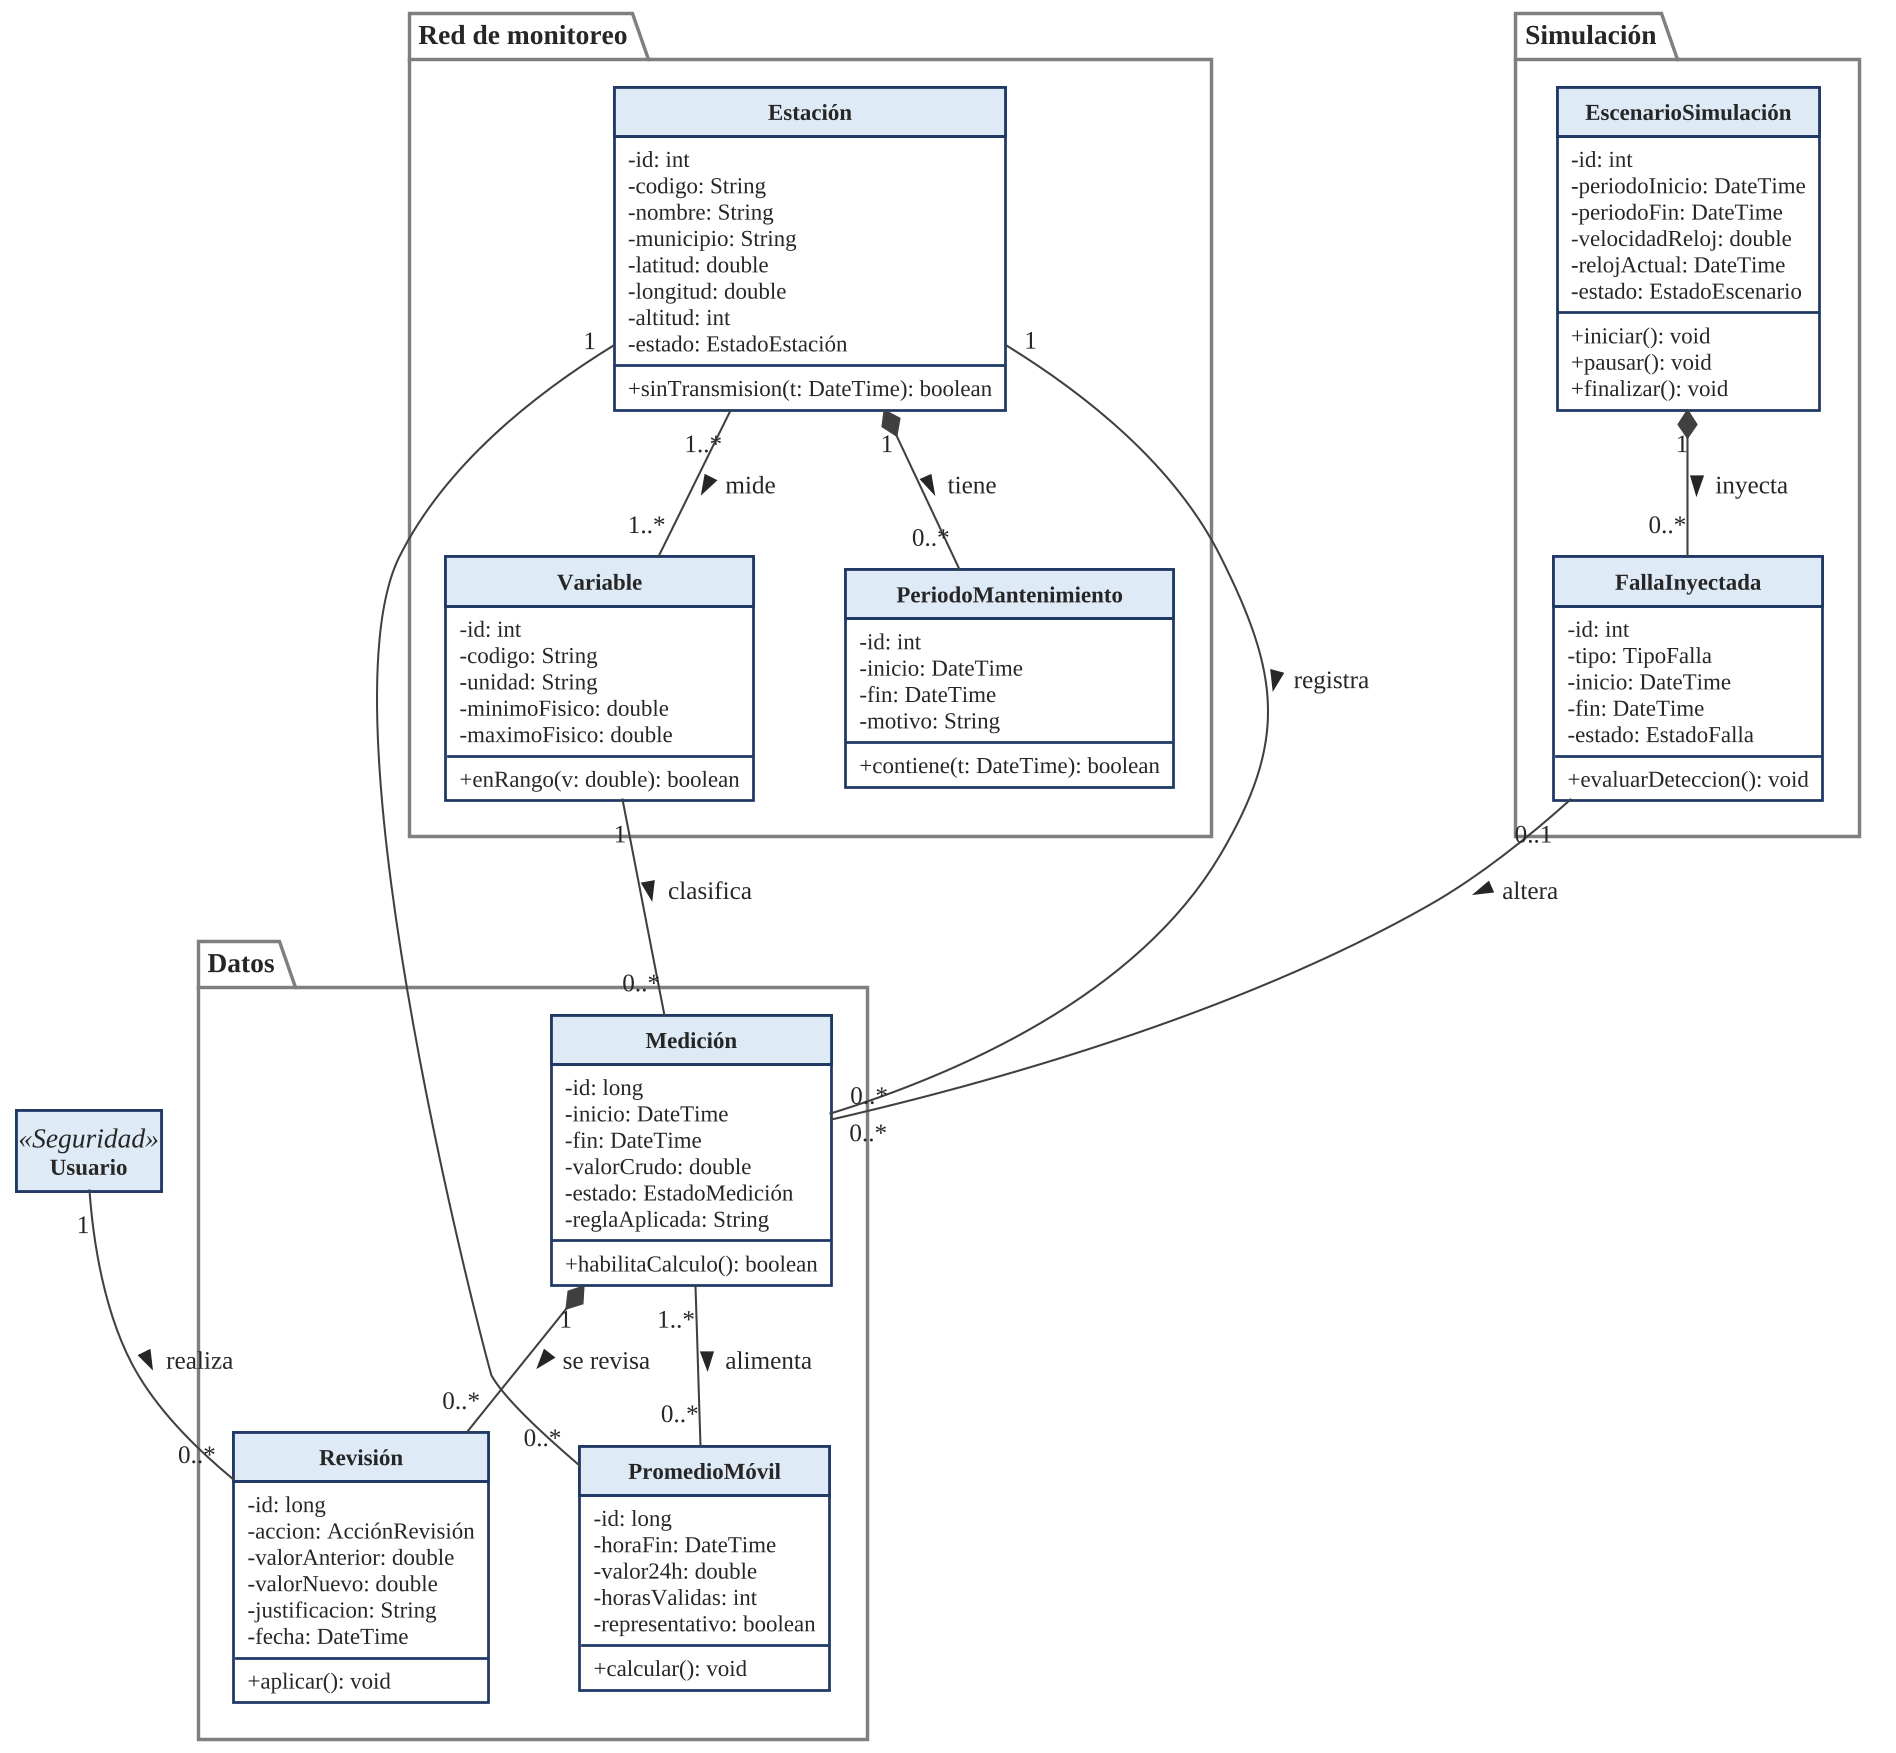 Red de monitoreo
Estación
-id: int
-codigo: String
-nombre: String
-municipio: String
-latitud: double
-longitud: double
-altitud: int
-estado: EstadoEstación
+sinTransmision(t: DateTime): boolean
1
1
1..*
1
mide
tiene
1..*
0..*
Variable
-id: int
-codigo: String
-unidad: String
-minimoFisico: double
-maximoFisico: double
+enRango(v: double): boolean
PeriodoMantenimiento
-id: int
-inicio: DateTime
-fin: DateTime
-motivo: String
+contiene(t: DateTime): boolean
registra
Simulación
EscenarioSimulación
-id: int
-periodoInicio: DateTime
-periodoFin: DateTime
-velocidadReloj: double
-relojActual: DateTime
-estado: EstadoEscenario
+iniciar(): void
+pausar(): void
+finalizar(): void
1
inyecta
0..*
FallaInyectada
-id: int
-tipo: TipoFalla
-inicio: DateTime
-fin: DateTime
-estado: EstadoFalla
+evaluarDeteccion(): void
0..1
altera
1
clasifica
0..*
Datos
Medición
-id: long
-inicio: DateTime
-fin: DateTime
-valorCrudo: double
-estado: EstadoMedición
-reglaAplicada: String
+habilitaCalculo(): boolean
0..*
0..*
«Seguridad»
Usuario
1
realiza
0..*
1
se revisa
0..*
1..*
alimenta
0..*
0..*
Revisión
-id: long
-accion: AcciónRevisión
-valorAnterior: double
-valorNuevo: double
-justificacion: String
-fecha: DateTime
+aplicar(): void
PromedioMóvil
-id: long
-horaFin: DateTime
-valor24h: double
-horasValidas: int
-representativo: boolean
+calcular(): void